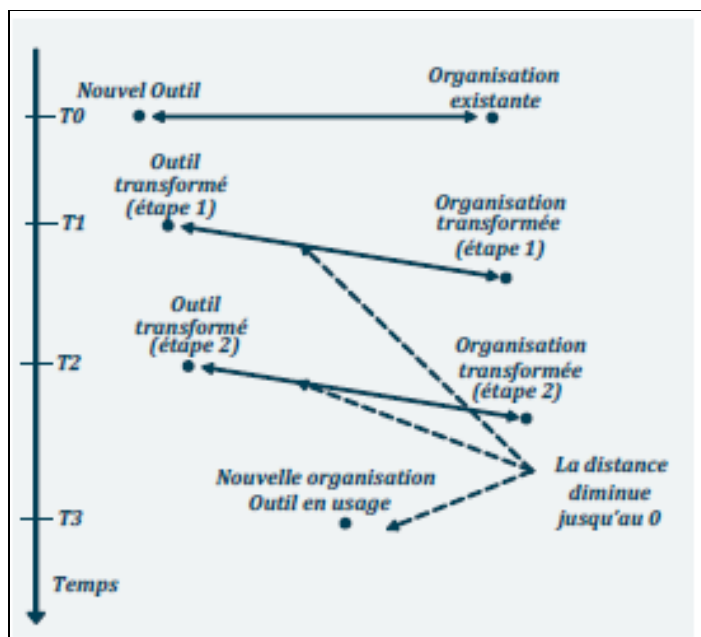 Nouvel Outil
Organisation
existante
T0
Outil
transformé
(étape 1)
Organisation
transformée
(étape 1)
T1
Outil
transformé
(étape 2)
Organisation
transformée
(étape 2)
T2
Nouvelle organisation
Outil en usage
La distance
diminue
jusqu'au 0
T3
Temps